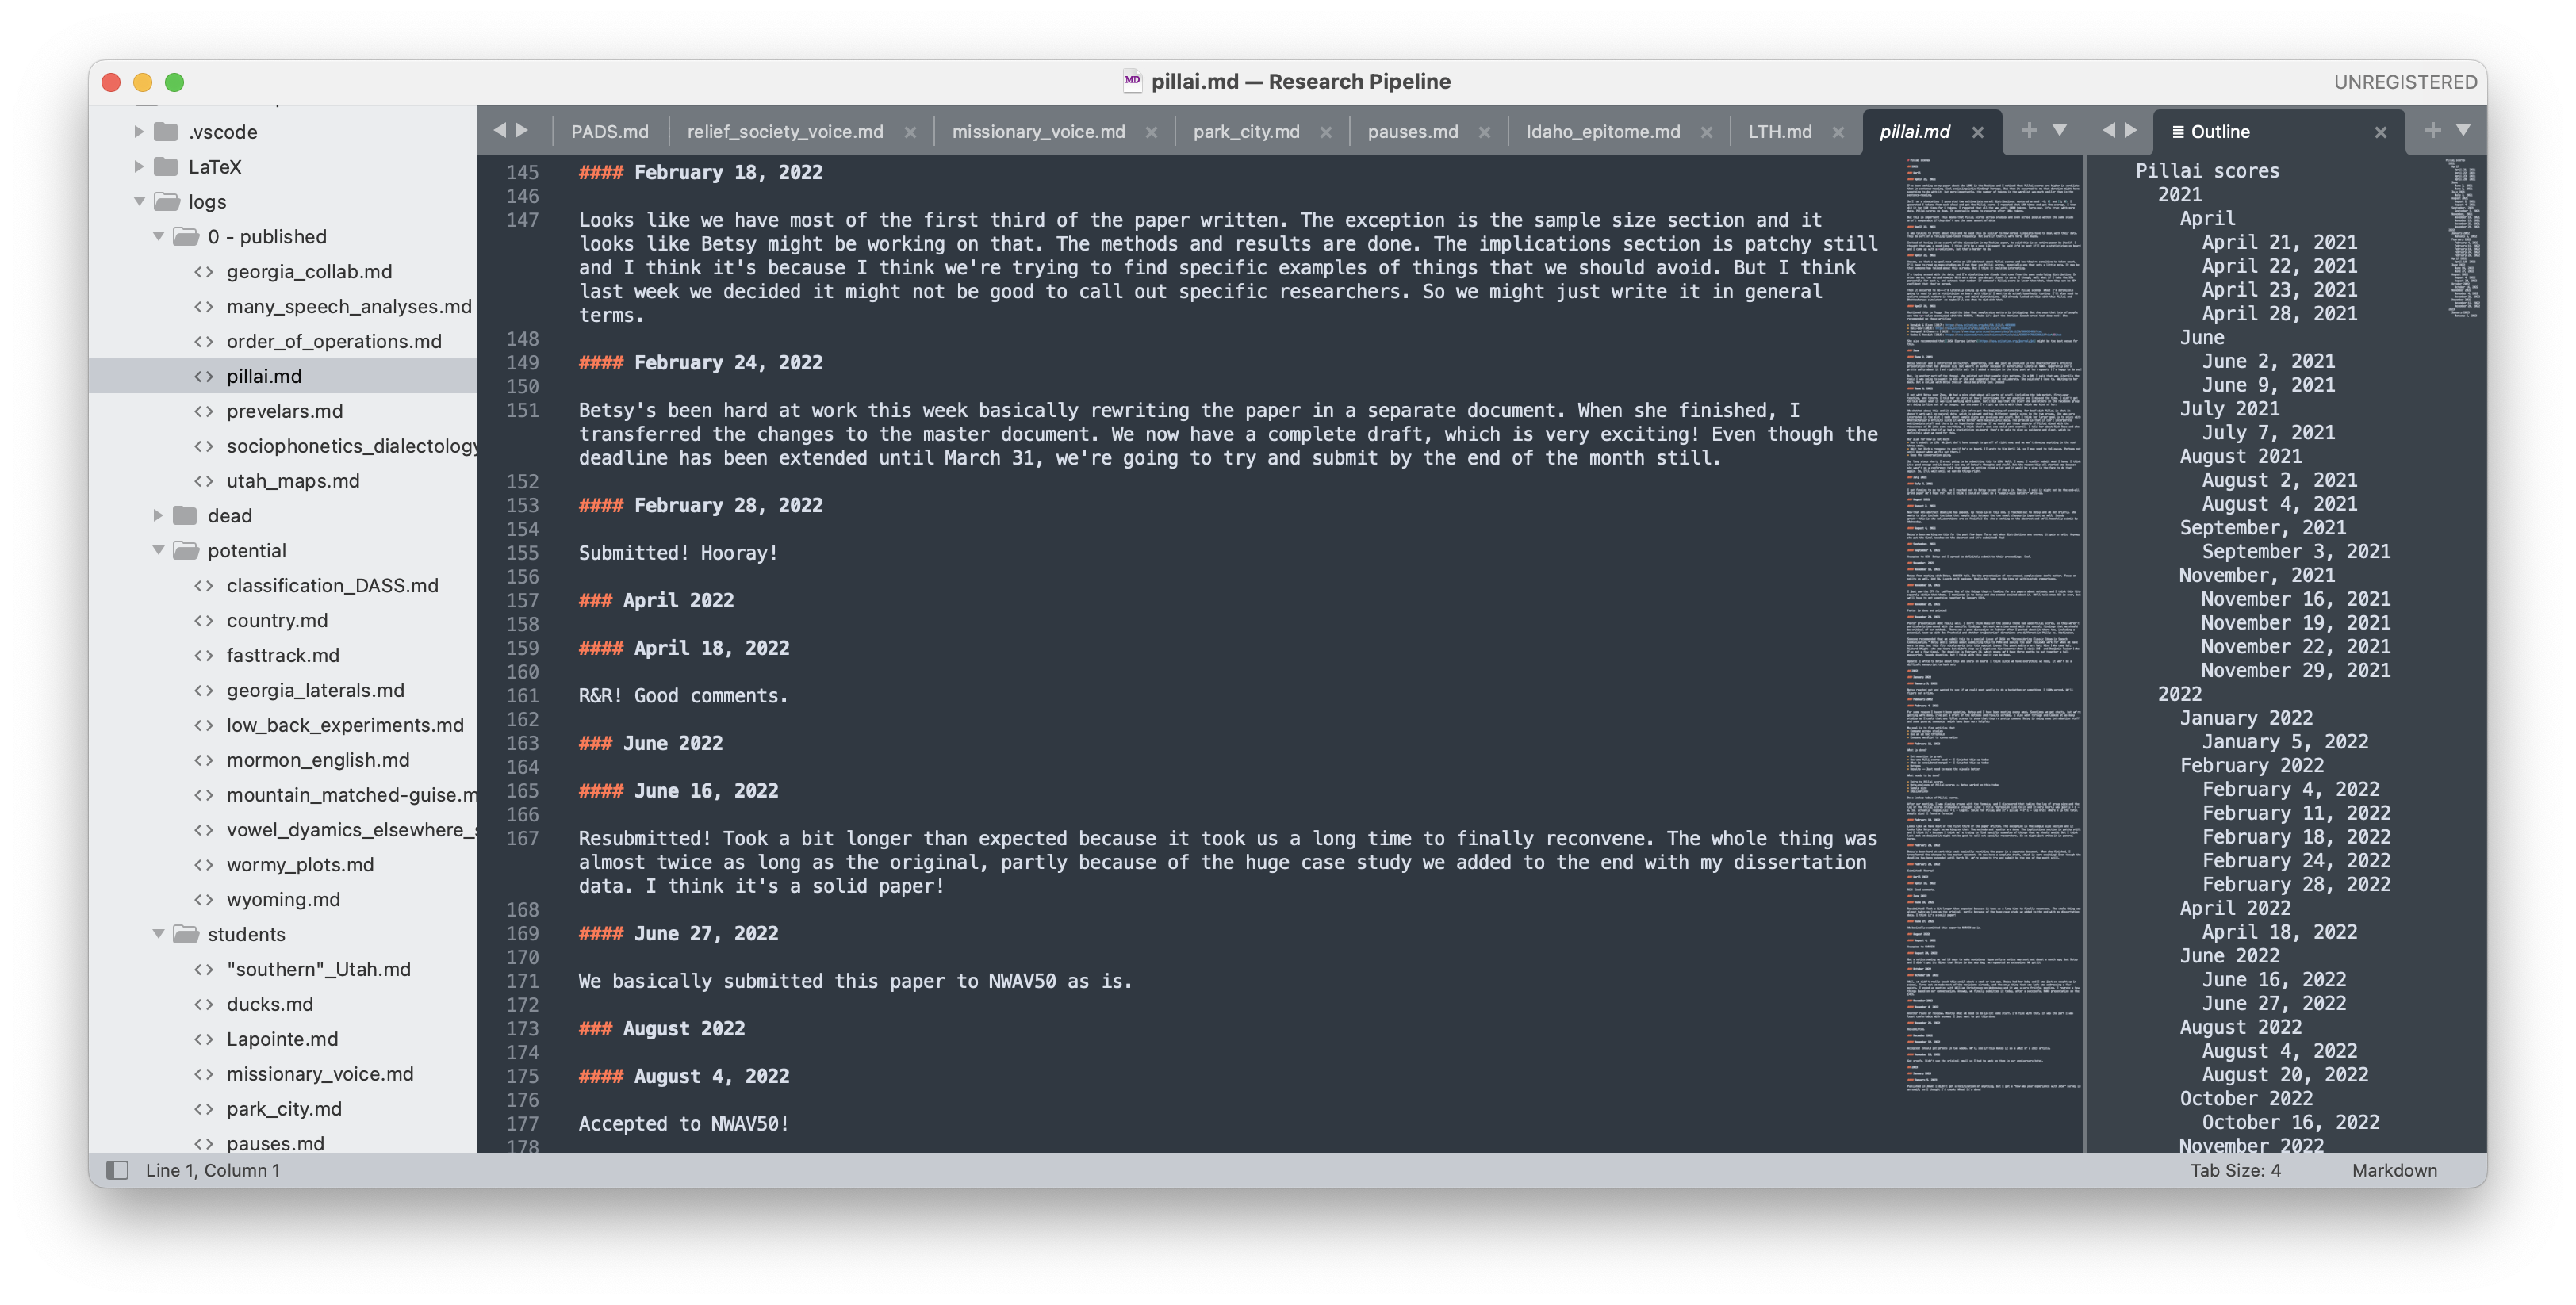 pillai.md — Research Pipeline
UNREGISTERED
.vscode
LaTeX
logs
0 - published
georgia_collab.md
many_speech_analyses.md
order_of_operations.md
pillai.md
prevelars.md
sociophonetics_dialectology
utah_maps.md
dead
potential
classification_DASS.md
country.md
fasttrack.md
georgia_laterals.md
low_back_experiments.md
mormon_english.md
mountain_matched-guise.m
vowel_dyamics_elsewhere_s
wormy_plots.md
wyoming.md
students
"southern"_Utah.md
ducks.md
Lapointe.md
missionary_voice.md
park_city.md
pauses.md
PADS.md
relief_society_voice.md
missionary_voice.md
park_city.md
pauses.md
Idaho_epitome.md
LTH.md
pillai.md
145 #### February 18, 2022
146
147 Looks like we have most of the first third of the paper written. The exception is the sample size section and it
looks like Betsy might be working on that. The methods and results are done. The implications section is patchy still
and I think it's because I think we're trying to find specific examples of things that we should avoid. But I think
last week we decided it might not be good to call out specific researchers. So we might just write it in general
terms.
148
149 #### February 24, 2022
150
151 Betsy's been hard at work this week basically rewriting the paper in a separate document. When she finished, I
transferred the changes to the master document. We now have a complete draft, which is very exciting! Even though the
deadline has been extended until March 31, we're going to try and submit by the end of the month still.
152
153 #### February 28, 2022
154
155 Submitted! Hooray!
156
157 ### April 2022
158
159 #### April 18, 2022
160
161 R&R! Good comments.
162
163 ### June 2022
164
165 #### June 16, 2022
166
167 Resubmitted! Took a bit longer than expected because it took us a long time to finally reconvene. The whole thing was
almost twice as long as the original, partly because of the huge case study we added to the end with my dissertation
data. I think it's a solid paper!
168
169 #### June 27, 2022
170
171 We basically submitted this paper to NWAV50 as is.
172
173 ### August 2022
174
175 #### August 4, 2022
176
177 Accepted to NWAV50!
178
Outline
Pillai scores
2021
April
April 21, 2021
April 22, 2021
April 23, 2021
April 28, 2021
June
June 2, 2021
June 9, 2021
July 2021
July 7, 2021
August 2021
August 2, 2021
August 4, 2021
September, 2021
September 3, 2021
November, 2021
November 16, 2021
November 19, 2021
November 22, 2021
November 29, 2021
2022
January 2022
January 5, 2022
February 2022
February 4, 2022
February 11, 2022
February 18, 2022
February 24, 2022
February 28, 2022
April 2022
April 18, 2022
June 2022
June 16, 2022
June 27, 2022
August 2022
August 4, 2022
August 20, 2022
October 2022
October 16, 2022
November 2022
Line 1, Column 1
Tab Size: 4
Markdown